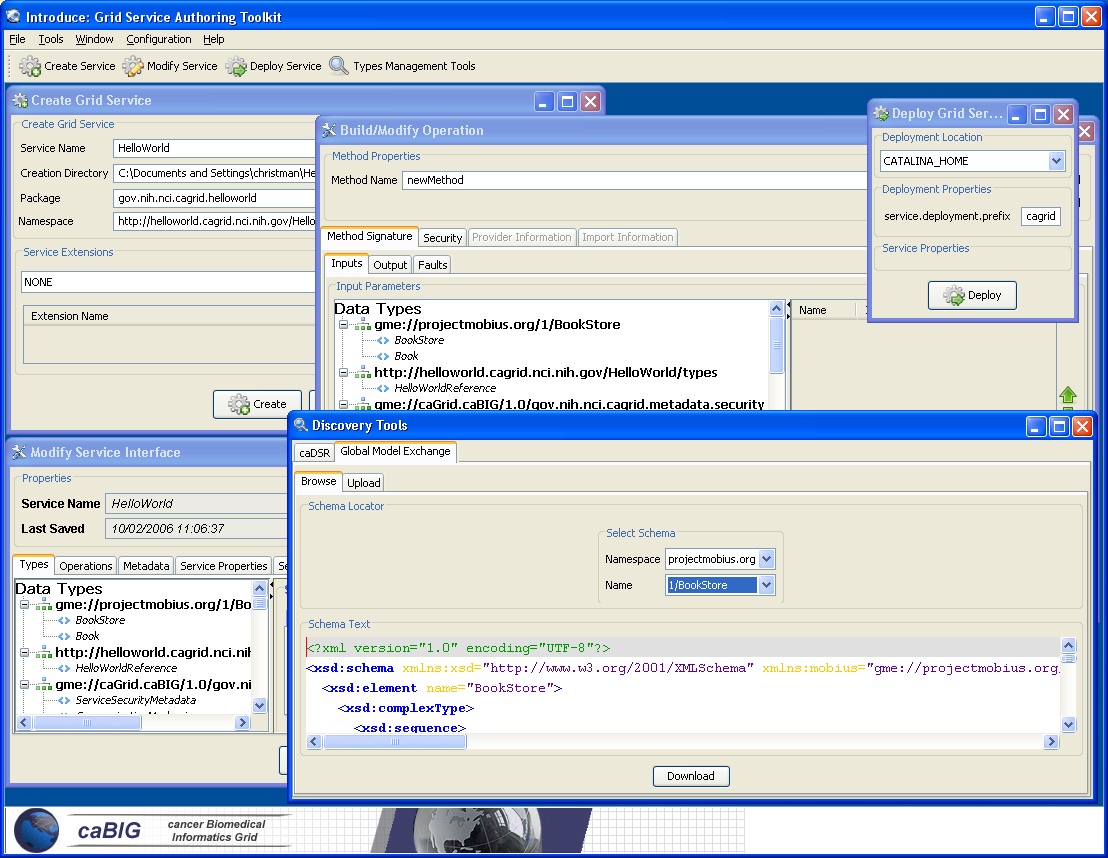 Introduce: Grid Service Authoring Toolkit
File Tools Window Configuration Help
Create Service Modify Service Deploy Service Types Management Tools
Create Grid Service
Create Grid Service
Service Name HelloWorld
Creation Directory C:\Documents and Settings\christman\He
Package gov.nih.nci.cagrid.helloworld
Namespace http://helloworld.cagrid.nci.nih.gov/Hello
Service Extensions
NONE
Extension Name
Create
Build/Modify Operation
Method Properties
Method Name newMethod
Method Signature Security Provider Information Import Information
Inputs Output Faults
Input Parameters
Data Types
gme://projectmobius.org/1/BookStore
BookStore
Book
http://helloworld.cagrid.nci.nih.gov/HelloWorld/types
HelloWorldReference
gme://caGrid.caBIG/1.0/gov.nih.nci.cagrid.metadata.security
Name
Deploy Grid Ser...
Deployment Location
CATALINA_HOME
Deployment Properties
service.deployment.prefix cagrid
Service Properties
Deploy
Modify Service Interface
Properties
Service Name HelloWorld
Last Saved 10/02/2006 11:06:37
Types Operations Metadata Service Properties Se
Data Types
gme://projectmobius.org/1/Bo
BookStore
Book
http://helloworld.cagrid.nci.nih
HelloWorldReference
gme://caGrid.caBIG/1.0/gov.ni
ServiceSecurityMetadata
Discovery Tools
caDSR Global Model Exchange
Browse Upload
Schema Locator
Select Schema
Namespace projectmobius.org
Name 1/BookStore
Schema Text
<?xml version="1.0" encoding="UTF-8"?>
<xsd:schema xmlns:xsd="http://www.w3.org/2001/XMLSchema" xmlns:mobius="gme://projectmobius.org
<xsd:element name="BookStore">
<xsd:complexType>
<xsd:sequence>
Download
caBIG cancer Biomedical
Informatics Grid